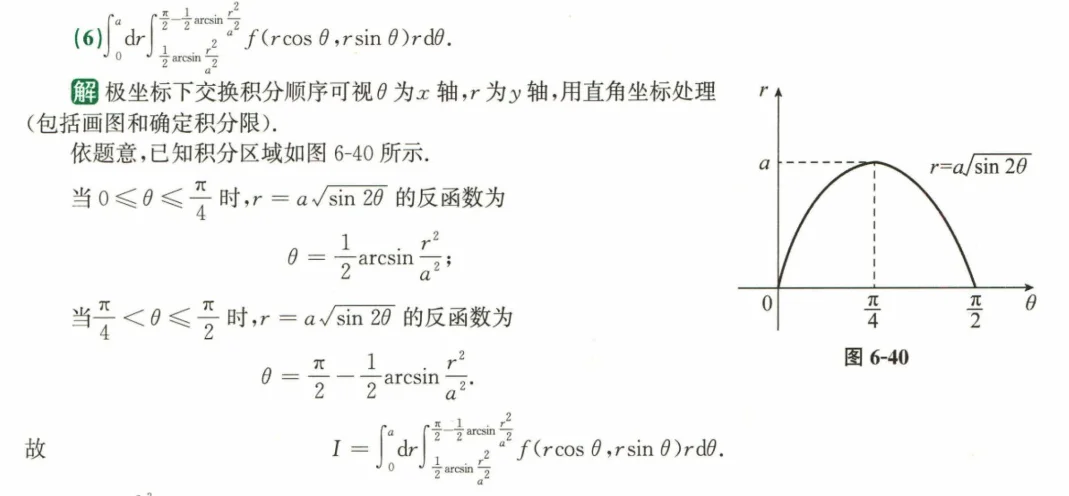 (6) $\int_0^a \mathrm{d}r \int_{\frac{1}{2}\arcsin\frac{r^2}{a^2}}^{\frac{\pi}{2}-\frac{1}{2}\arcsin\frac{r^2}{a^2}} f(r\cos\theta, r\sin\theta) r \mathrm{d}\theta.$
解 极坐标下交换积分顺序可视θ为x轴,r为y轴,用直角坐标处理
(包括画图和确定积分限).
依题意,已知积分区域如图 6-40 所示.
当 $0 \leqslant \theta \leqslant \frac{\pi}{4}$ 时, $r = a\sqrt{\sin 2\theta}$ 的反函数为
$\theta = \frac{1}{2}\arcsin\frac{r^2}{a^2};$
当 $\frac{\pi}{4} < \theta \leqslant \frac{\pi}{2}$ 时, $r = a\sqrt{\sin 2\theta}$ 的反函数为
$\theta = \frac{\pi}{2} - \frac{1}{2}\arcsin\frac{r^2}{a^2}.$
故 $I = \int_0^a \mathrm{d}r \int_{\frac{1}{2}\arcsin\frac{r^2}{a^2}}^{\frac{\pi}{2}-\frac{1}{2}\arcsin\frac{r^2}{a^2}} f(r\cos\theta, r\sin\theta) r \mathrm{d}\theta.$
r
a
$r=a\sqrt{\sin 2\theta}$
0
$\frac{\pi}{4}$
$\frac{\pi}{2}$
θ
图 6-40